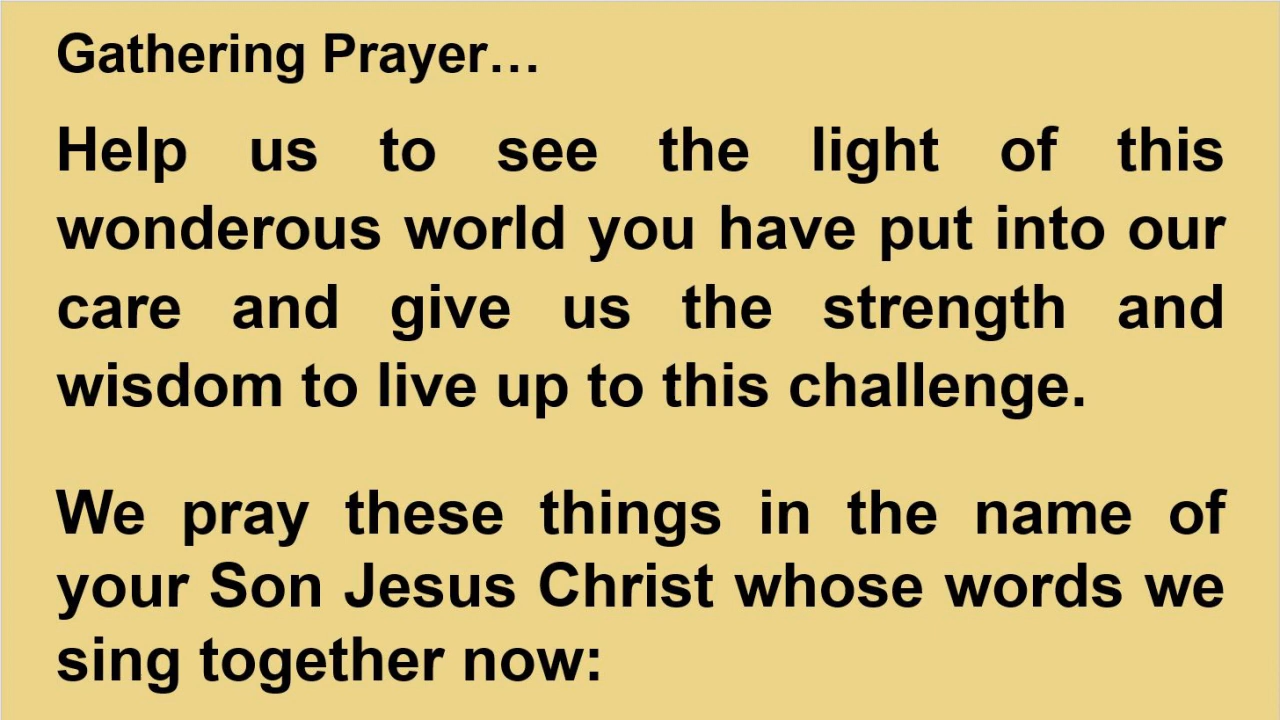 Gathering Prayer…
Help us to see the light of this
wonderous world you have put into our
care and give us the strength and
wisdom to live up to this challenge.
We pray these things in the name of
your Son Jesus Christ whose words we
sing together now: